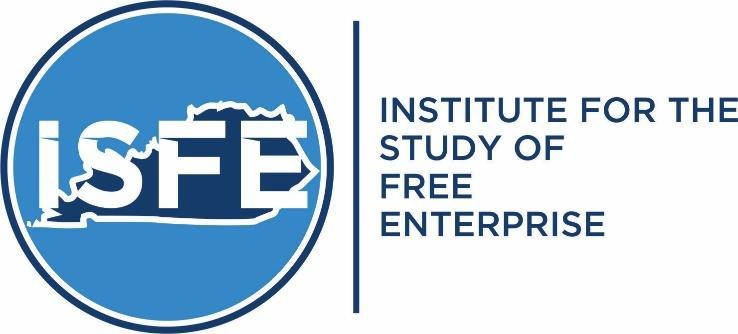 ISFE
INSTITUTE FOR THE
STUDY OF
FREE
ENTERPRISE